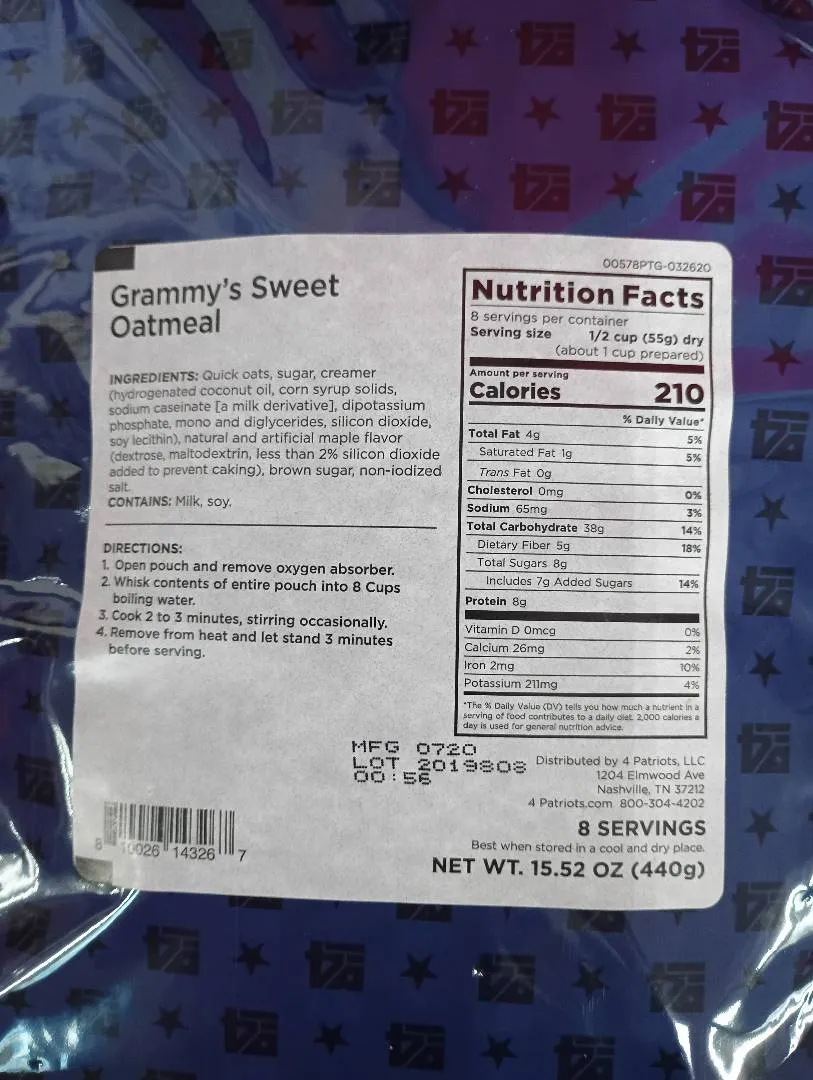 Grammy's Sweet
Oatmeal
INGREDIENTS: Quick oats, sugar, creamer
(hydrogenated coconut oil, corn syrup solids,
sodium caseinate [a milk derivative], dipotassium
phosphate, mono and diglycerides, silicon dioxide,
soy lecithin), natural and artificial maple flavor
(dextrose, maltodextrin, less than 2% silicon dioxide
added to prevent caking), brown sugar, non-iodized
salt.
CONTAINS: Milk, soy.
DIRECTIONS:
1. Open pouch and remove oxygen absorber.
2. Whisk contents of entire pouch into 8 Cups
boiling water.
3. Cook 2 to 3 minutes, stirring occasionally.
4. Remove from heat and let stand 3 minutes
before serving.
00578PTG-032620
Nutrition Facts
8 servings per container
Serving size 1/2 cup (55g) dry
(about 1 cup prepared)
Amount per serving
Calories 210
% Daily Value*
Total Fat 4g 5%
Saturated Fat 1g 5%
Trans Fat 0g
Cholesterol 0mg 0%
Sodium 65mg 3%
Total Carbohydrate 38g 14%
Dietary Fiber 5g 18%
Total Sugars 8g
Includes 7g Added Sugars 14%
Protein 8g
Vitamin D 0mcg 0%
Calcium 26mg 2%
Iron 2mg 10%
Potassium 211mg 4%
*The % Daily Value (DV) tells you how much a nutrient in a
serving of food contributes to a daily diet. 2,000 calories a
day is used for general nutrition advice.
MFG 0720
LOT 2019808
00:56
Distributed by 4 Patriots, LLC
1204 Elmwood Ave
Nashville, TN 37212
4 Patriots.com 800-304-4202
8 SERVINGS
Best when stored in a cool and dry place.
NET WT. 15.52 OZ (440g)
8 10026 14326 7